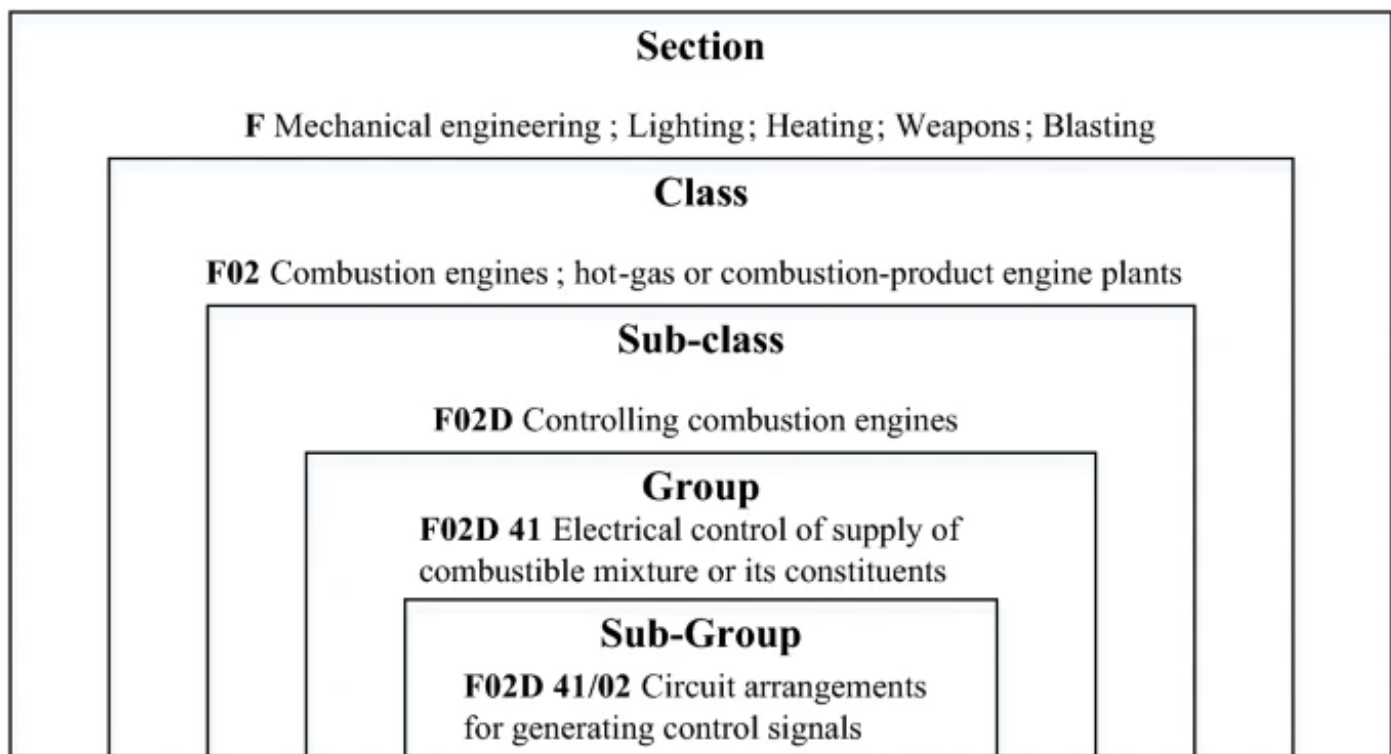 Section
F Mechanical engineering ; Lighting; Heating; Weapons; Blasting
Class
F02 Combustion engines ; hot-gas or combustion-product engine plants
Sub-class
F02D Controlling combustion engines
Group
F02D 41 Electrical control of supply of
combustible mixture or its constituents
Sub-Group
F02D 41/02 Circuit arrangements
for generating control signals